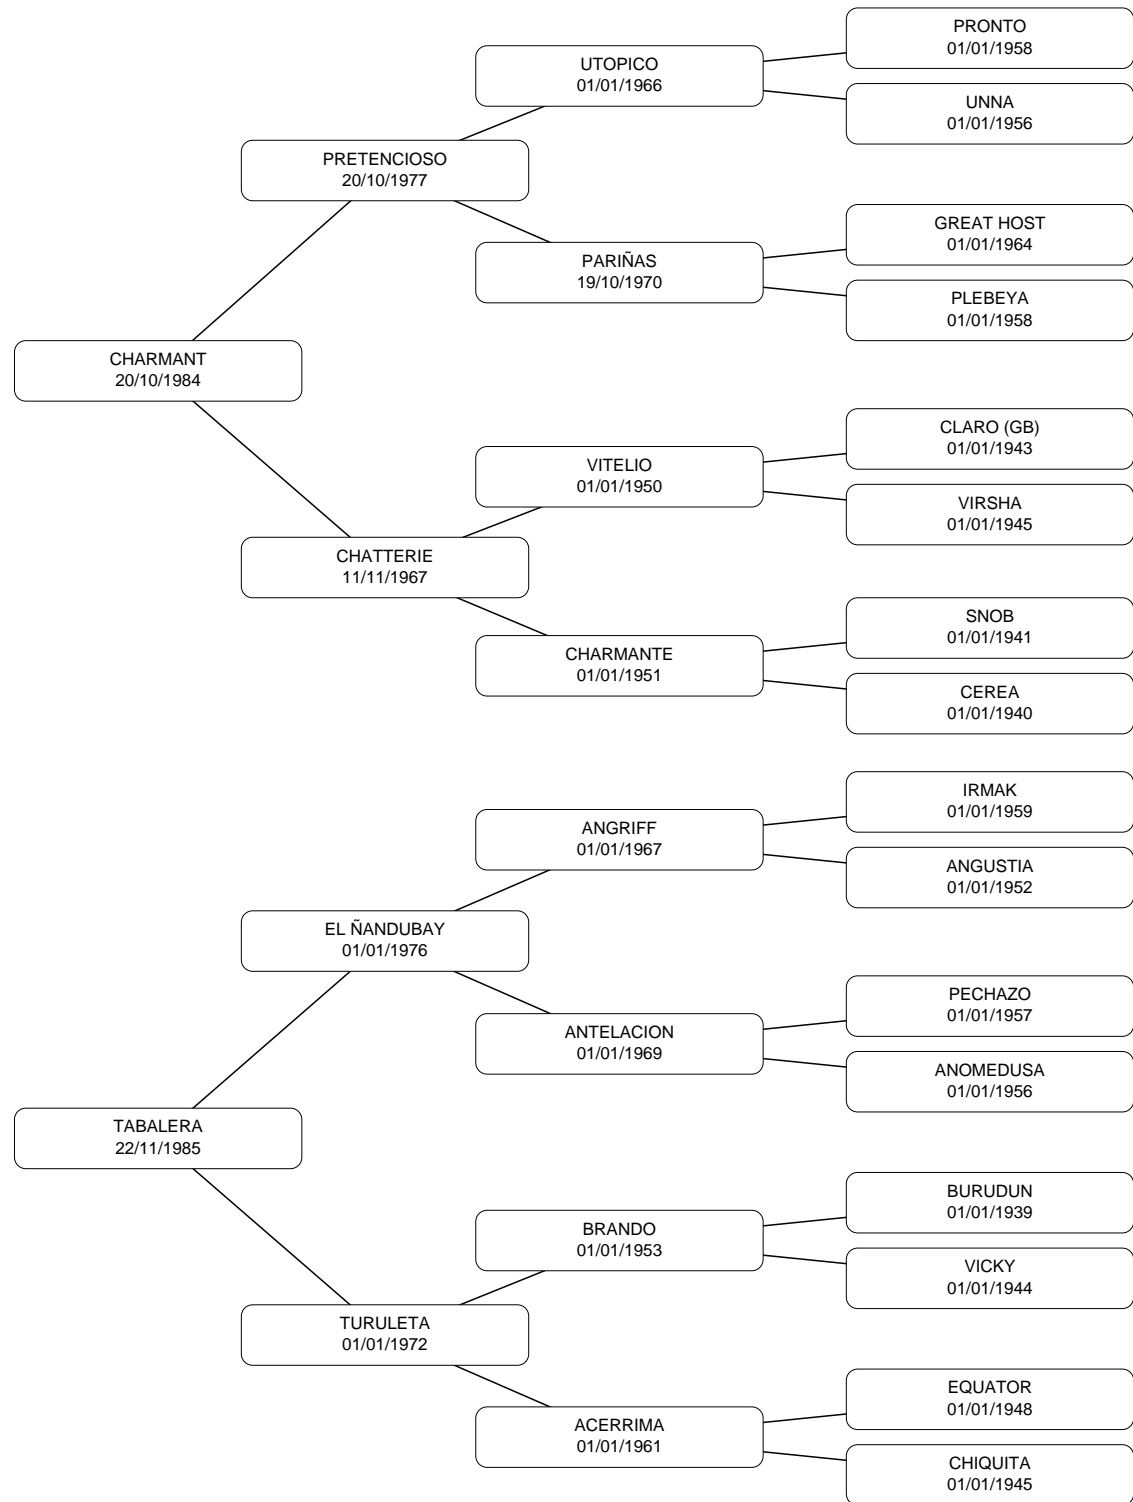 PRONTO
01/01/1958
UTOPICO
01/01/1966
UNNA
01/01/1956
PRETENCIOSO
20/10/1977
GREAT HOST
01/01/1964
PARIÑAS
19/10/1970
PLEBEYA
01/01/1958
CHARMANT
20/10/1984
CLARO (GB)
01/01/1943
VITELIO
01/01/1950
VIRSHA
01/01/1945
CHATTERIE
11/11/1967
SNOB
01/01/1941
CHARMANTE
01/01/1951
CEREA
01/01/1940
IRMAK
01/01/1959
ANGRIFF
01/01/1967
ANGUSTIA
01/01/1952
EL ÑANDUBAY
01/01/1976
PECHAZO
01/01/1957
ANTELACION
01/01/1969
ANOMEDUSA
01/01/1956
TABALERA
22/11/1985
BURUDUN
01/01/1939
BRANDO
01/01/1953
VICKY
01/01/1944
TURULETA
01/01/1972
EQUATOR
01/01/1948
ACERRIMA
01/01/1961
CHIQUITA
01/01/1945